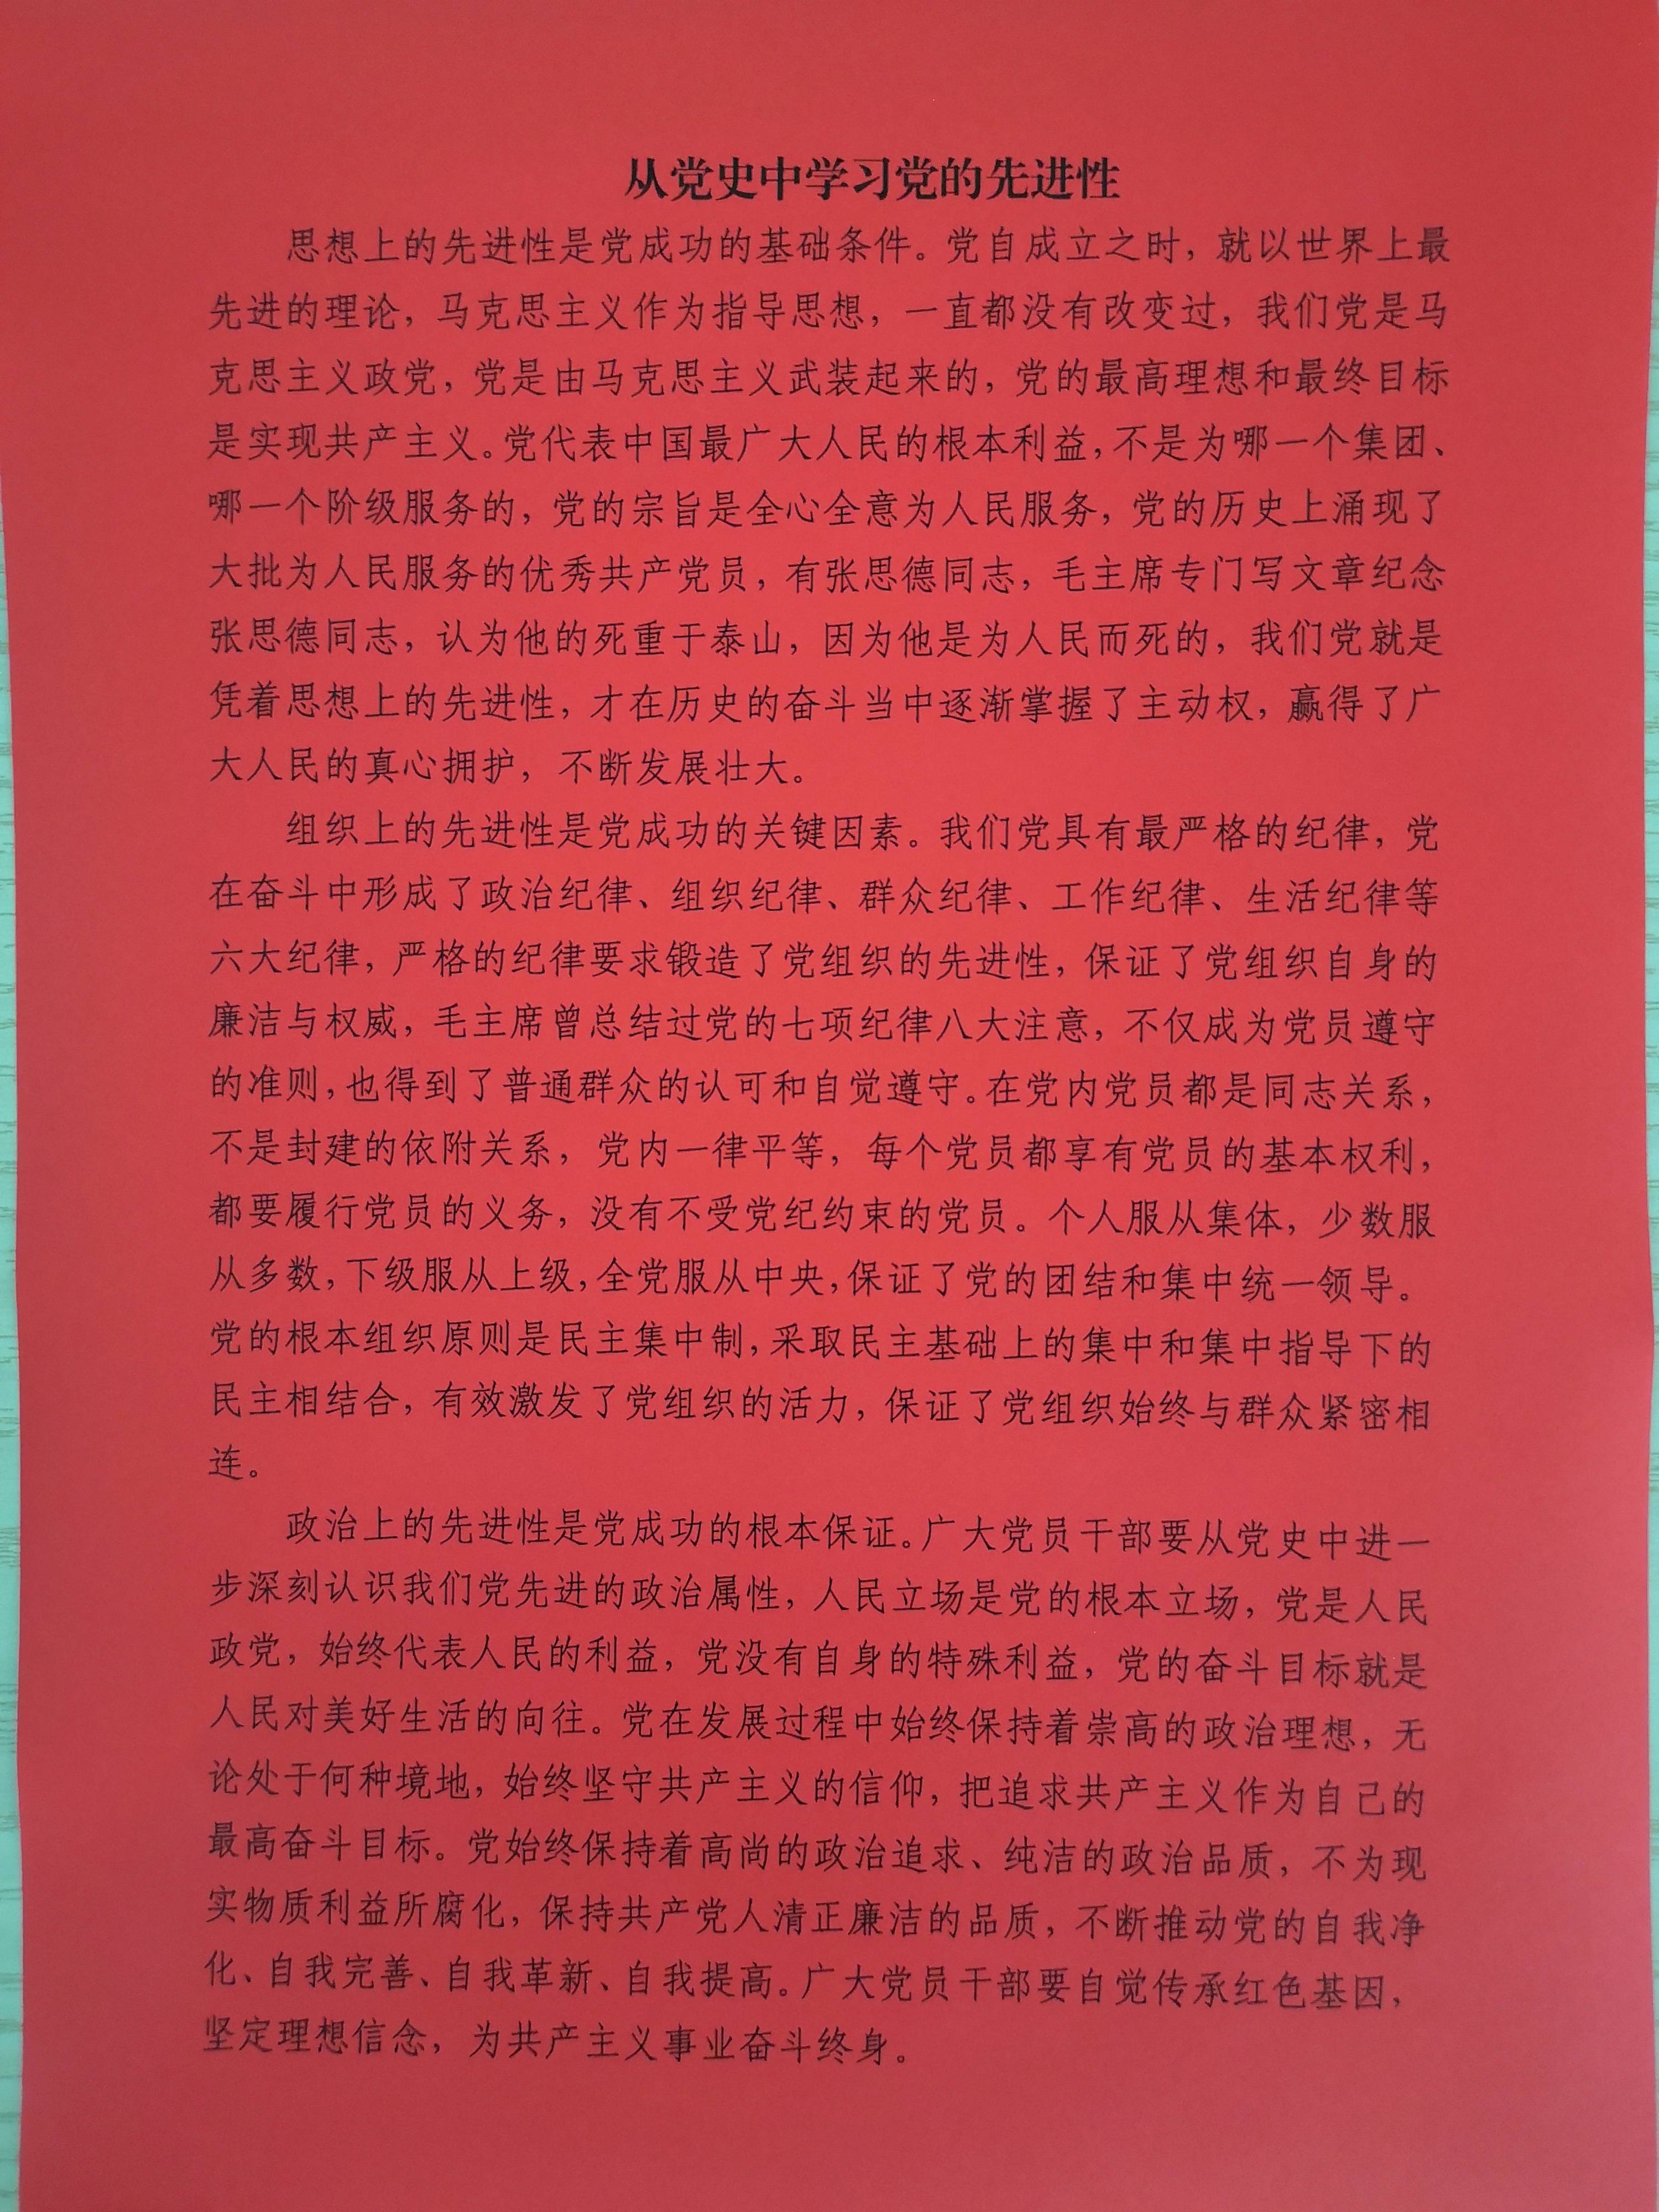 从党史中学习党的先进性
思想上的先进性是党成功的基础条件。党自成立之时，就以世界上最
先进的理论，马克思主义作为指导思想，一直都没有改变过，我们党是马
克思主义政党，党是由马克思主义武装起来的，党的最高理想和最终目标
是实现共产主义。党代表中国最广大人民的根本利益，不是为哪一个集团、
哪一个阶级服务的，党的宗旨是全心全意为人民服务，党的历史上涌现了
大批为人民服务的优秀共产党员，有张思德同志，毛主席专门写文章纪念
张思德同志，认为他的死重于泰山，因为他是为人民而死的，我们党就是
凭着思想上的先进性，才在历史的奋斗当中逐渐掌握了主动权，赢得了广
大人民的真心拥护，不断发展壮大。
组织上的先进性是党成功的关键因素。我们党具有最严格的纪律，党
在奋斗中形成了政治纪律、组织纪律、群众纪律、工作纪律、生活纪律等
六大纪律，严格的纪律要求锻造了党组织的先进性，保证了党组织自身的
廉洁与权威，毛主席曾总结过党的七项纪律八大注意，不仅成为党员遵守
的准则，也得到了普通群众的认可和自觉遵守。在党内党员都是同志关系，
不是封建的依附关系，党内一律平等，每个党员都享有党员的基本权利，
都要履行党员的义务，没有不受党纪约束的党员。个人服从集体，少数服
从多数，下级服从上级，全党服从中央，保证了党的团结和集中统一领导。
党的根本组织原则是民主集中制，采取民主基础上的集中和集中指导下的
民主相结合，有效激发了党组织的活力，保证了党组织始终与群众紧密相
连。
政治上的先进性是党成功的根本保证。广大党员干部要从党史中进一
步深刻认识我们党先进的政治属性，人民立场是党的根本立场，党是人民
政党，始终代表人民的利益，党没有自身的特殊利益，党的奋斗目标就是
人民对美好生活的向往。党在发展过程中始终保持着崇高的政治理想，无
论处于何种境地，始终坚守共产主义的信仰，把追求共产主义作为自己的
最高奋斗目标。党始终保持着高尚的政治追求、纯洁的政治品质，不为现
实物质利益所腐化，保持共产党人清正廉洁的品质，不断推动党的自我净
化、自我完善、自我革新、自我提高。广大党员干部要自觉传承红色基因，
坚定理想信念，为共产主义事业奋斗终身。